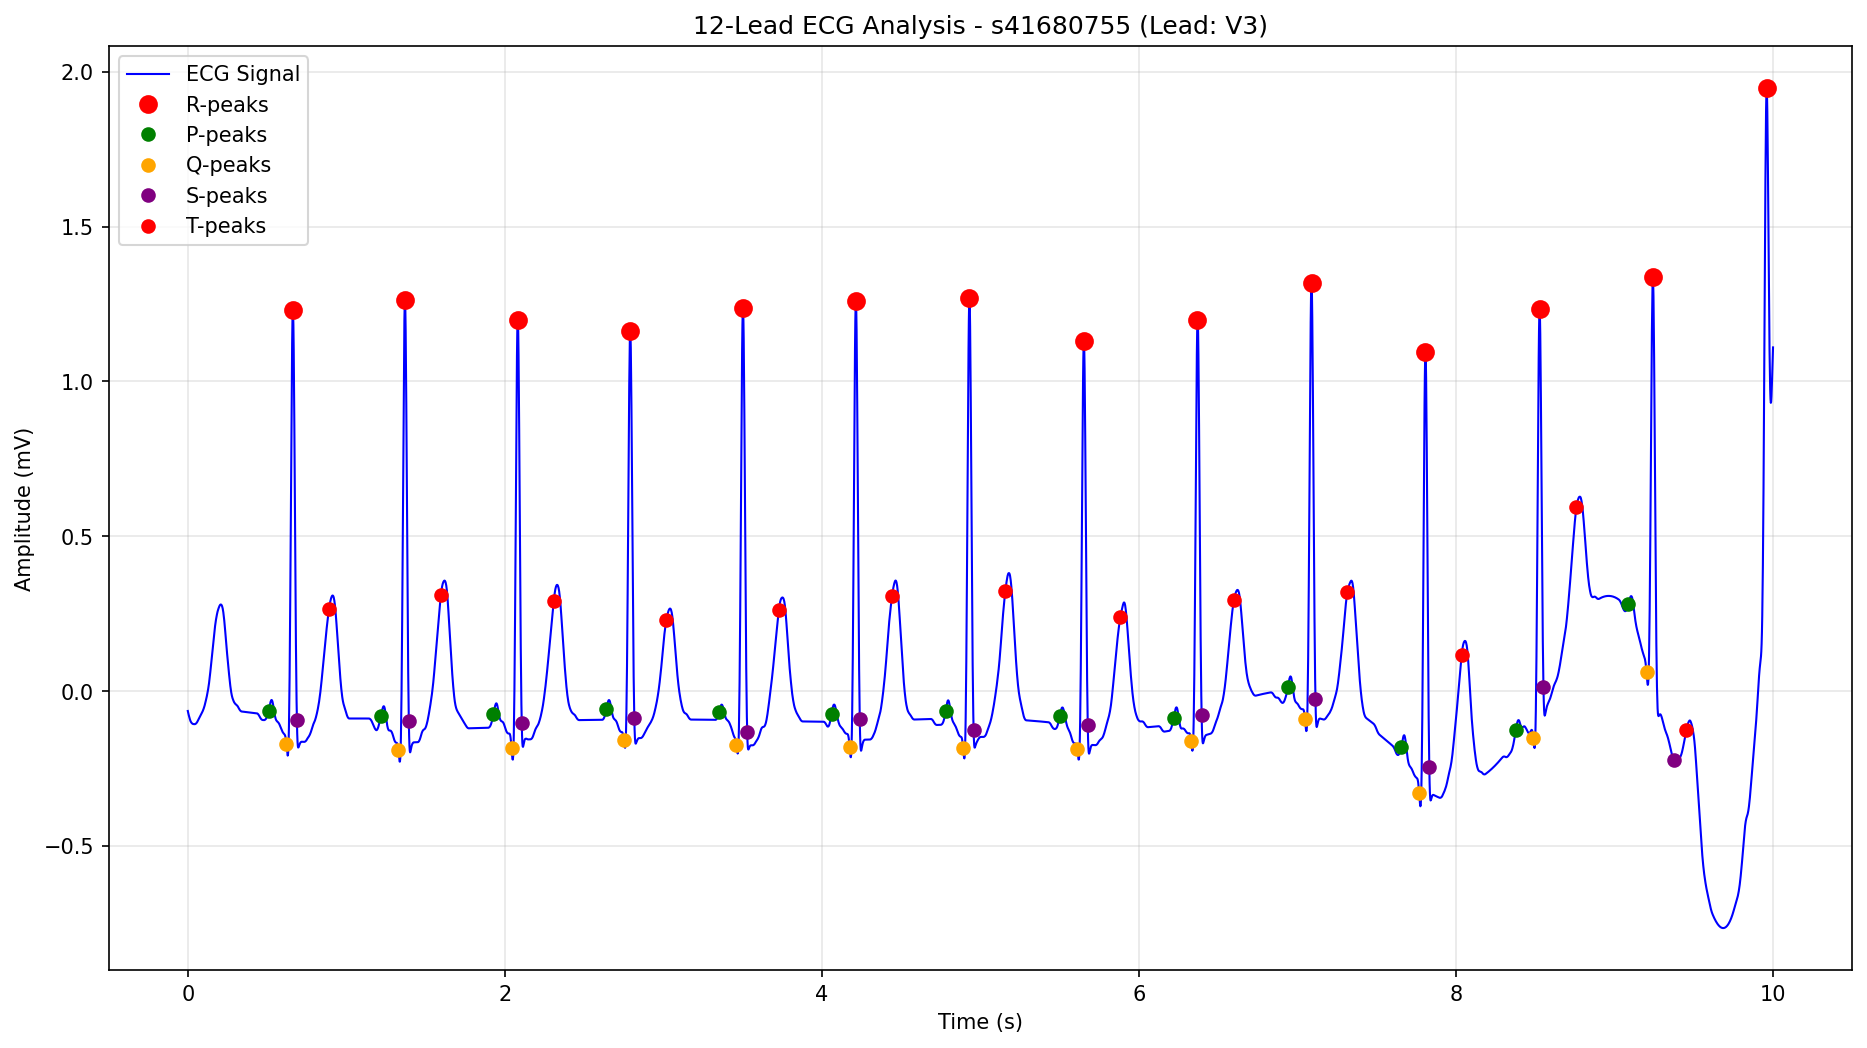 12-Lead ECG Analysis - s41680755 (Lead: V3)
ECG Signal
R-peaks
P-peaks
Q-peaks
S-peaks
T-peaks
Amplitude (mV)
2.0
1.5
1.0
0.5
0.0
−0.5
0 2 4 6 8 10
Time (s)